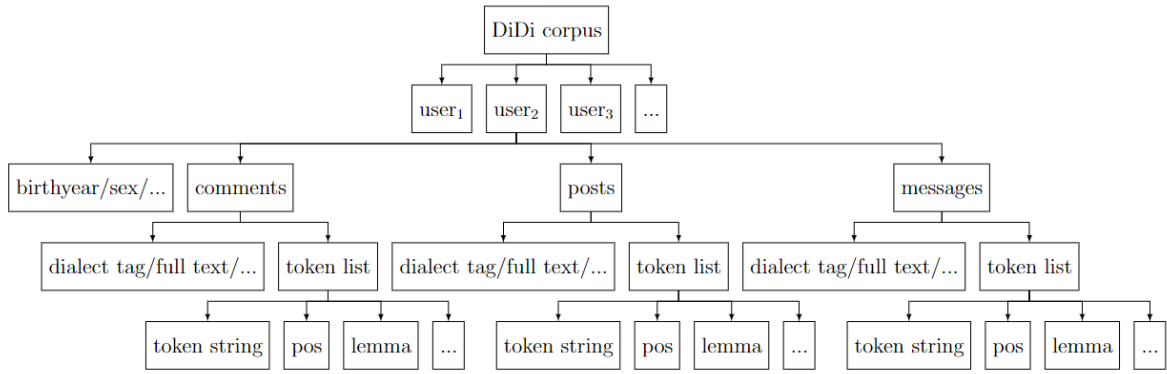 DiDi corpus
user₁ user₂ user₃ ...
birthyear/sex/... comments posts messages
dialect tag/full text/... token list dialect tag/full text/... token list dialect tag/full text/... token list
token string pos lemma ... token string pos lemma ... token string pos lemma ...